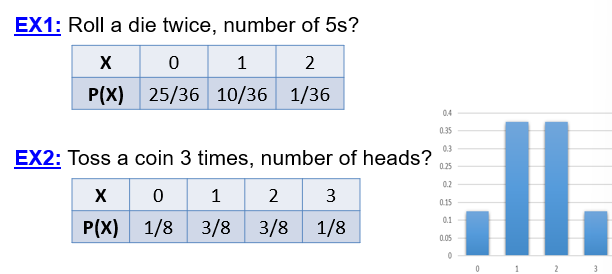 EX1: Roll a die twice, number of 5s?
X 0 1 2
P(X) 25/36 10/36 1/36
EX2: Toss a coin 3 times, number of heads?
X 0 1 2 3
P(X) 1/8 3/8 3/8 1/8
0.4
0.35
0.3
0.25
0.2
0.15
0.1
0.05
0
0 1 2 3